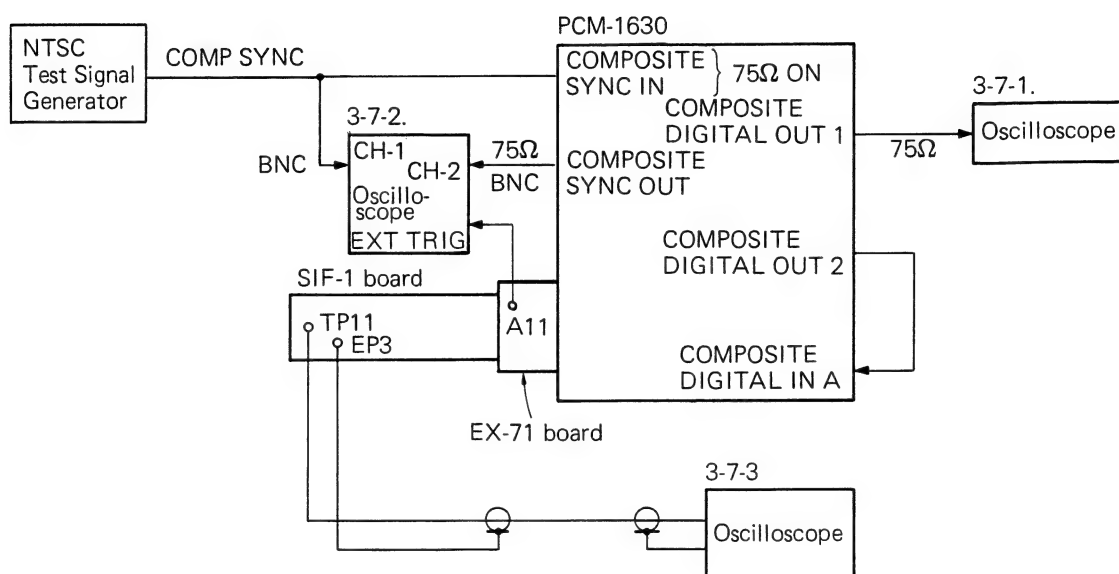 PCM-1630
NTSC
Test Signal
Generator
COMP SYNC
COMPOSITE
SYNC IN
75Ω ON
COMPOSITE
DIGITAL OUT 1
75Ω
3-7-1.
Oscilloscope
3-7-2.
BNC
CH-1
CH-2
Oscillo-
scope
EXT TRIG
75Ω
BNC
COMPOSITE
SYNC OUT
COMPOSITE
DIGITAL OUT 2
SIF-1 board
TP11
EP3
A11
COMPOSITE
DIGITAL IN A
EX-71 board
3-7-3
Oscilloscope